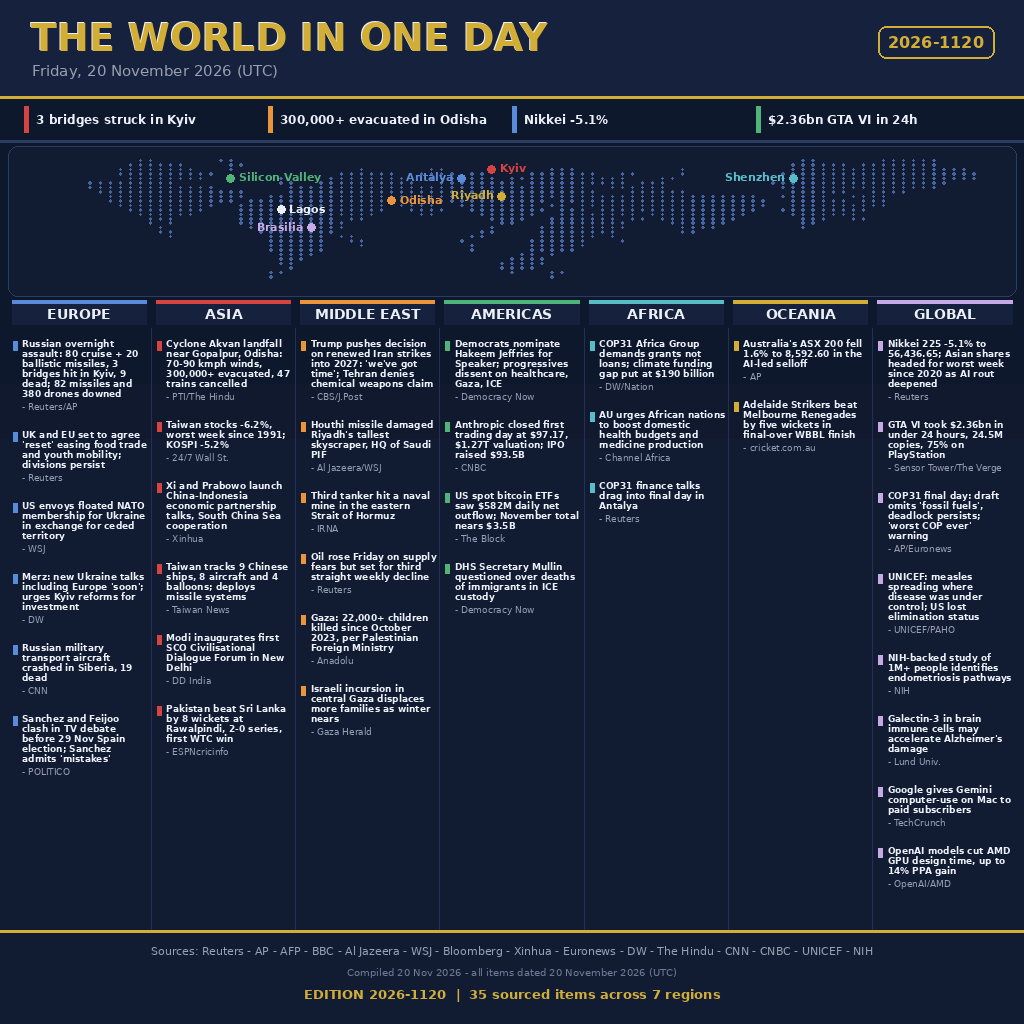 THE WORLD IN ONE DAY
2026-1120
Friday, 20 November 2026 (UTC)
3 bridges struck in Kyiv
300,000+ evacuated in Odisha
Nikkei -5.1%
$2.36bn GTA VI in 24h
Kyiv
Silicon Valley
Antalya
Shenzhen
Riyadh
Odisha
Lagos
Brasilia
EUROPE
Russian overnight
assault: 80 cruise + 20
ballistic missiles, 3
bridges hit in Kyiv, 9
dead; 82 missiles and
380 drones downed
- Reuters/AP
UK and EU set to agree
'reset' easing food trade
and youth mobility;
divisions persist
- Reuters
US envoys floated NATO
membership for Ukraine
in exchange for ceded
territory
- WSJ
Merz: new Ukraine talks
including Europe 'soon';
urges Kyiv reforms for
investment
- DW
Russian military
transport aircraft
crashed in Siberia, 19
dead
- CNN
Sanchez and Feijoo
clash in TV debate
before 29 Nov Spain
election; Sanchez
admits 'mistakes'
- POLITICO
ASIA
Cyclone Akvan landfall
near Gopalpur, Odisha:
70-90 kmph winds,
300,000+ evacuated, 47
trains cancelled
- PTI/The Hindu
Taiwan stocks -6.2%,
worst week since 1991;
KOSPI -5.2%
- 24/7 Wall St.
Xi and Prabowo launch
China-Indonesia
economic partnership
talks, South China Sea
cooperation
- Xinhua
Taiwan tracks 9 Chinese
ships, 8 aircraft and 4
balloons; deploys
missile systems
- Taiwan News
Modi inaugurates first
SCO Civilisational
Dialogue Forum in New
Delhi
- DD India
Pakistan beat Sri Lanka
by 8 wickets at
Rawalpindi, 2-0 series,
first WTC win
- ESPNcricinfo
MIDDLE EAST
Trump pushes decision
on renewed Iran strikes
into 2027: 'we've got
time'; Tehran denies
chemical weapons claim
- CBS/J.Post
Houthi missile damaged
Riyadh's tallest
skyscraper, HQ of Saudi
PIF
- Al Jazeera/WSJ
Third tanker hit a naval
mine in the eastern
Strait of Hormuz
- IRNA
Oil rose Friday on supply
fears but set for third
straight weekly decline
- Reuters
Gaza: 22,000+ children
killed since October
2023, per Palestinian
Foreign Ministry
- Anadolu
Israeli incursion in
central Gaza displaces
more families as winter
nears
- Gaza Herald
AMERICAS
Democrats nominate
Hakeem Jeffries for
Speaker; progressives
dissent on healthcare,
Gaza, ICE
- Democracy Now
Anthropic closed first
trading day at $97.17,
$1.27T valuation; IPO
raised $93.5B
- CNBC
US spot bitcoin ETFs
saw $582M daily net
outflow; November total
nears $3.5B
- The Block
DHS Secretary Mullin
questioned over deaths
of immigrants in ICE
custody
- Democracy Now
AFRICA
COP31 Africa Group
demands grants not
loans; climate funding
gap put at $190 billion
- DW/Nation
AU urges African nations
to boost domestic
health budgets and
medicine production
- Channel Africa
COP31 finance talks
drag into final day in
Antalya
- Reuters
OCEANIA
Australia's ASX 200 fell
1.6% to 8,592.60 in the
AI-led selloff
- AP
Adelaide Strikers beat
Melbourne Renegades
by five wickets in
final-over WBBL finish
- cricket.com.au
GLOBAL
Nikkei 225 -5.1% to
56,436.65; Asian shares
headed for worst week
since 2020 as AI rout
deepened
- Reuters
GTA VI took $2.36bn in
under 24 hours, 24.5M
copies, 75% on
PlayStation
- Sensor Tower/The Verge
COP31 final day: draft
omits 'fossil fuels',
deadlock persists;
'worst COP ever'
warning
- AP/Euronews
UNICEF: measles
spreading where
disease was under
control; US lost
elimination status
- UNICEF/PAHO
NIH-backed study of
1M+ people identifies
endometriosis pathways
- NIH
Galectin-3 in brain
immune cells may
accelerate Alzheimer's
damage
- Lund Univ.
Google gives Gemini
computer-use on Mac to
paid subscribers
- TechCrunch
OpenAI models cut AMD
GPU design time, up to
14% PPA gain
- OpenAI/AMD
Sources: Reuters - AP - AFP - BBC - Al Jazeera - WSJ - Bloomberg - Xinhua - Euronews - DW - The Hindu - CNN - CNBC - UNICEF - NIH
Compiled 20 Nov 2026 - all items dated 20 November 2026 (UTC)
EDITION 2026-1120 | 35 sourced items across 7 regions